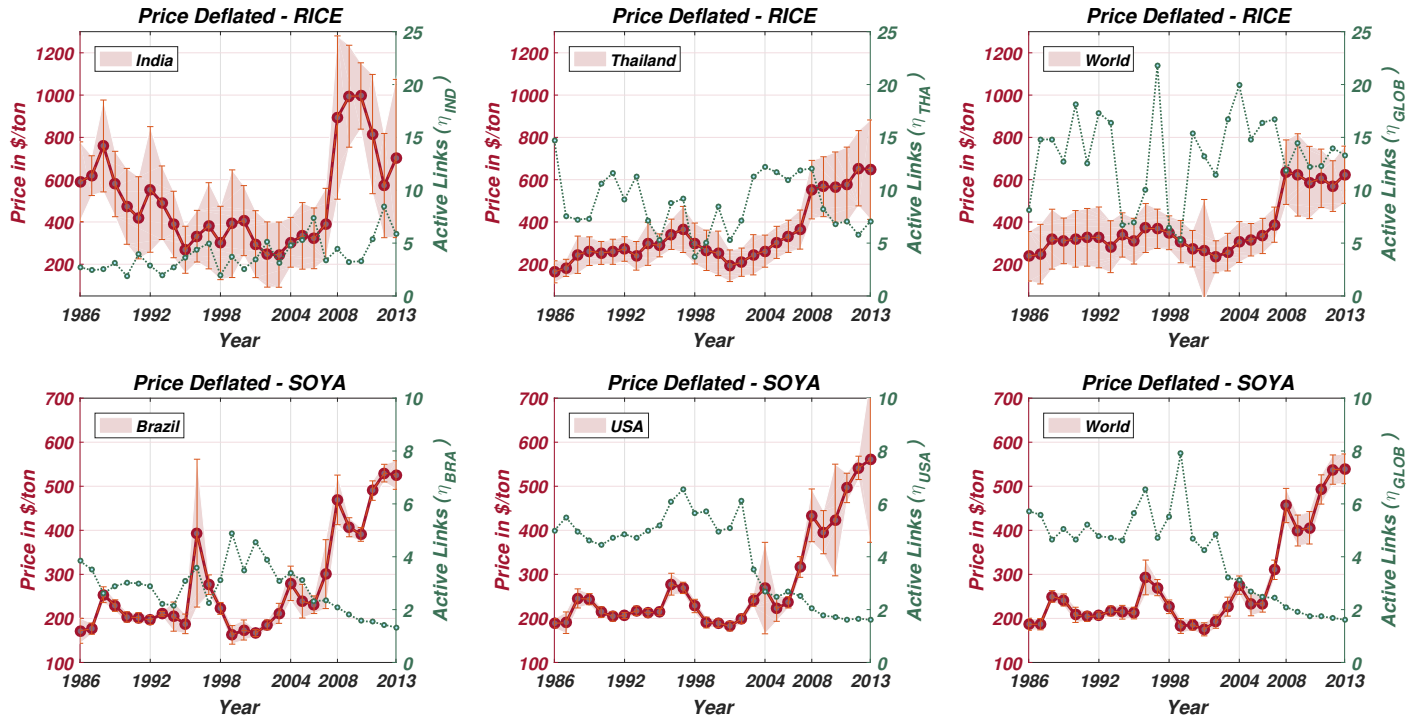 Price Deflated - RICE
India
Price in $/ton
1200
1000
800
600
400
200
25
20
15
10
5
0
Active Links (η_IND)
1986 1992 1998 2004 2008 2013
Year
Price Deflated - RICE
Thailand
Price in $/ton
1200
1000
800
600
400
200
25
20
15
10
5
0
Active Links (η_THA)
1986 1992 1998 2004 2008 2013
Year
Price Deflated - RICE
World
Price in $/ton
1200
1000
800
600
400
200
25
20
15
10
5
0
Active Links (η_GLOB)
1986 1992 1998 2004 2008 2013
Year
Price Deflated - SOYA
Brazil
Price in $/ton
700
600
500
400
300
200
100
10
8
6
4
2
0
Active Links (η_BRA)
1986 1992 1998 2004 2008 2013
Year
Price Deflated - SOYA
USA
Price in $/ton
700
600
500
400
300
200
100
10
8
6
4
2
0
Active Links (η_USA)
1986 1992 1998 2004 2008 2013
Year
Price Deflated - SOYA
World
Price in $/ton
700
600
500
400
300
200
100
10
8
6
4
2
0
Active Links (η_GLOB)
1986 1992 1998 2004 2008 2013
Year